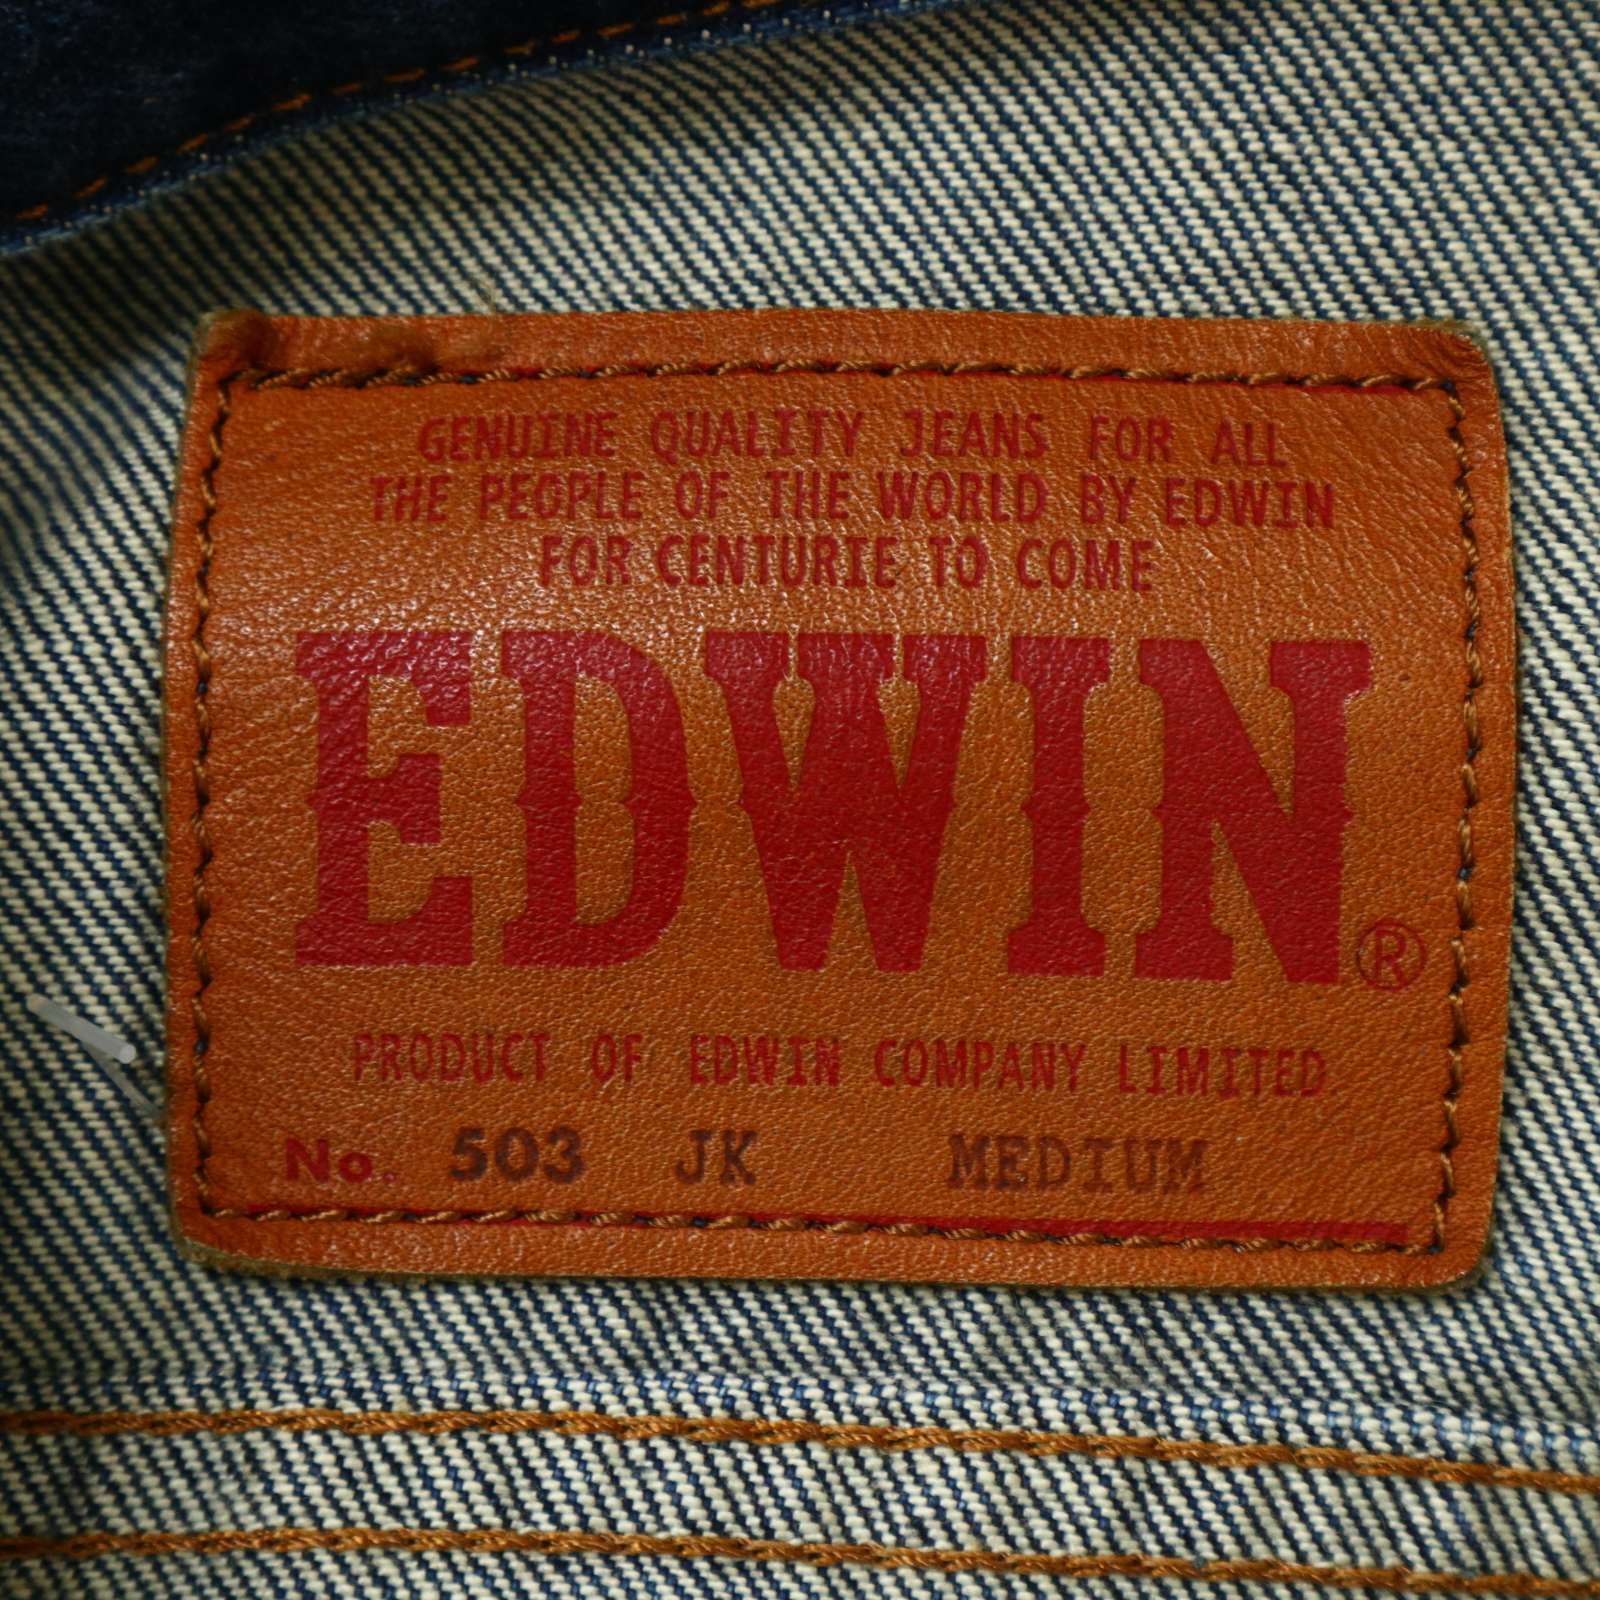 GENUINE QUALITY JEANS FOR ALL
THE PEOPLE OF THE WORLD BY EDWIN
FOR CENTURIE TO COME
EDWIN®
PRODUCT OF EDWIN COMPANY LIMITED
No. 503 JK MEDIUM